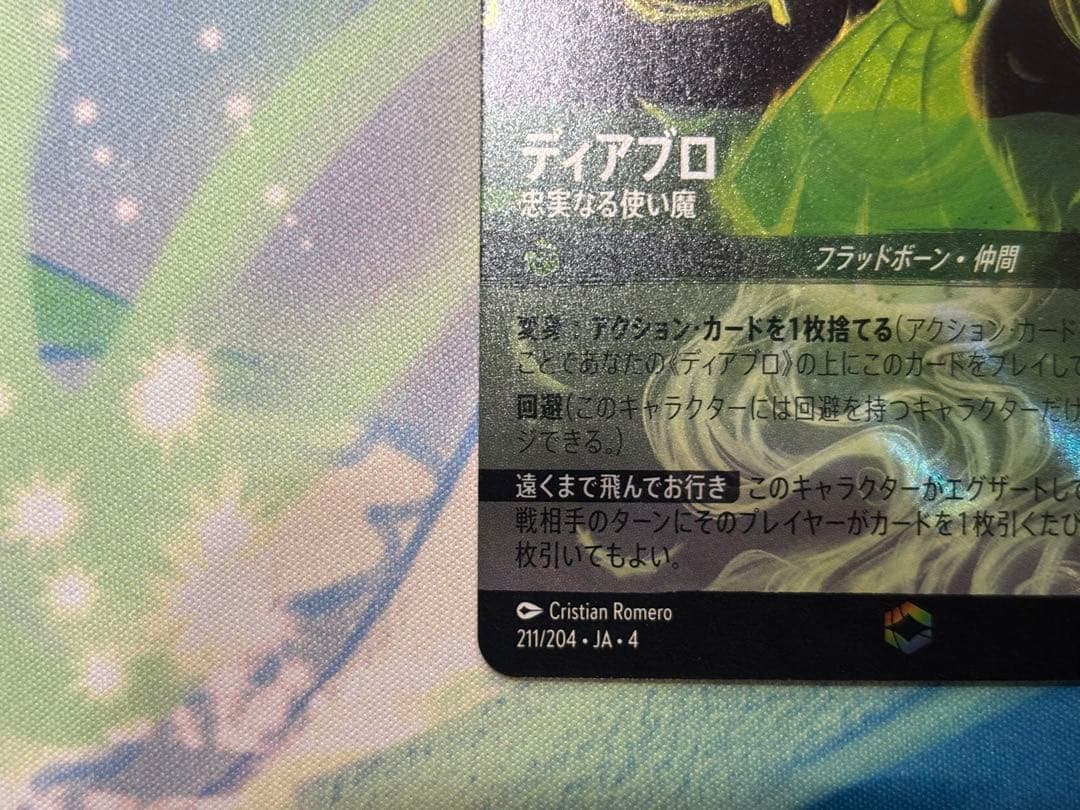 ディアブロ
忠実なる使い魔
フラッドボーン・仲間
変身：アクション・カードを1枚捨てる(アクション・カード
ことであなたの《ディアブロ》の上にこのカードをプレイして
回避(このキャラクターには回避を持つキャラクターだけ
ジできる。)
遠くまで飛んでお行き このキャラクターがエグザートして
戦相手のターンにそのプレイヤーがカードを1枚引くたび
枚引いてもよい。
Cristian Romero
211/204・JA・4